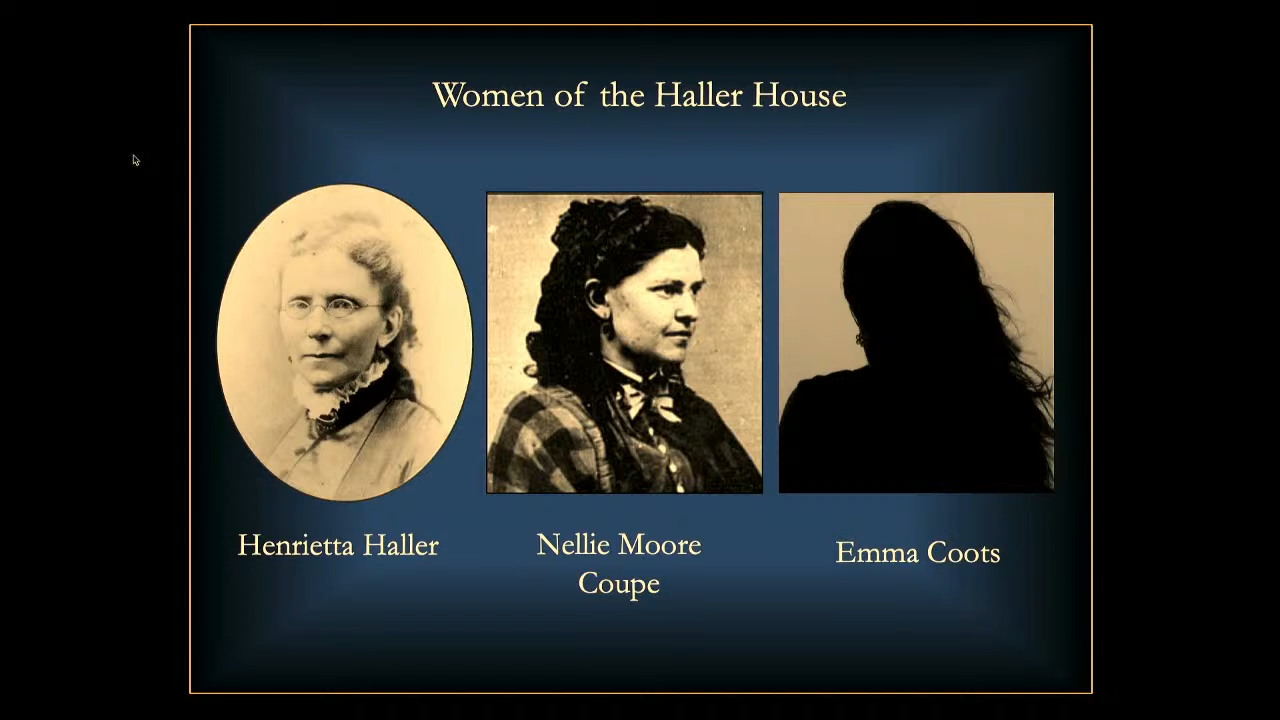 Women of the Haller House
Henrietta Haller
Nellie Moore
Coupe
Emma Coots